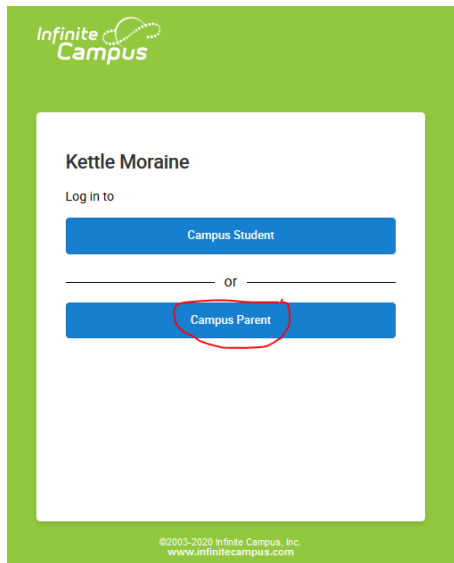 Infinite
Campus
Kettle Moraine
Log in to
Campus Student
or
Campus Parent
©2003-2020 Infinite Campus, Inc.
www.infinitecampus.com